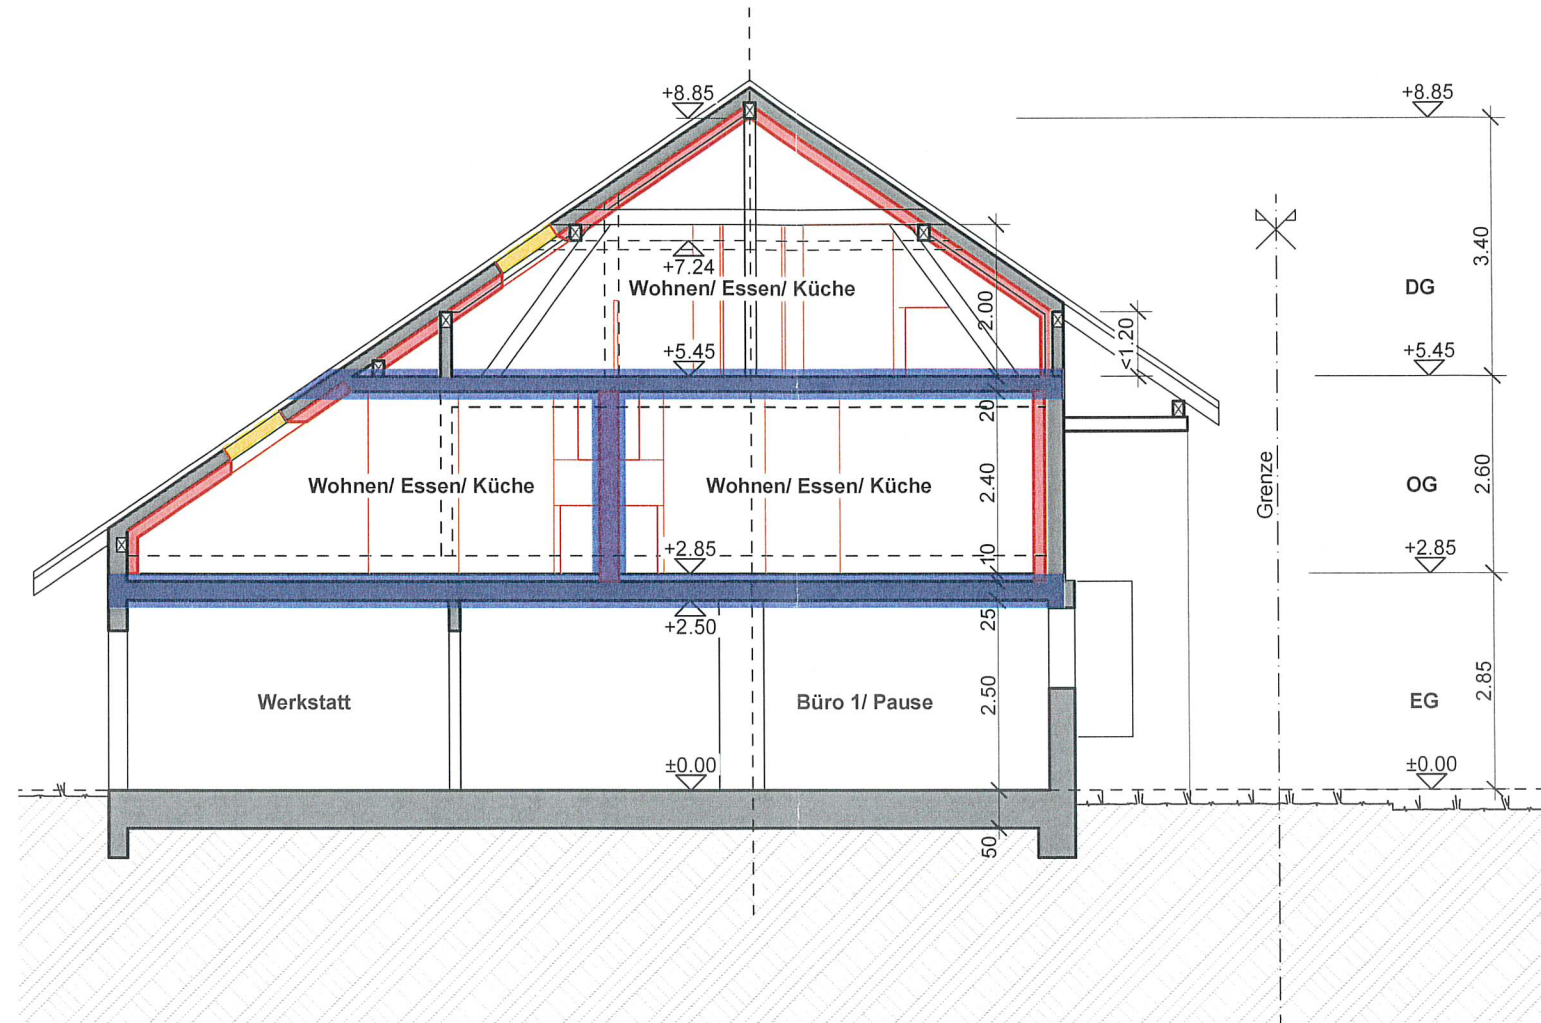 +8.85
+8.85
3.40
+7.24
Wohnen/ Essen/ Küche
2.00
DG
<1.20
+5.45
+5.45
20
Wohnen/ Essen/ Küche
Wohnen/ Essen/ Küche
2.40
Grenze
OG
2.60
+2.85
10
+2.85
+2.50
25
Werkstatt
Büro 1/ Pause
2.50
EG
2.85
±0.00
±0.00
50